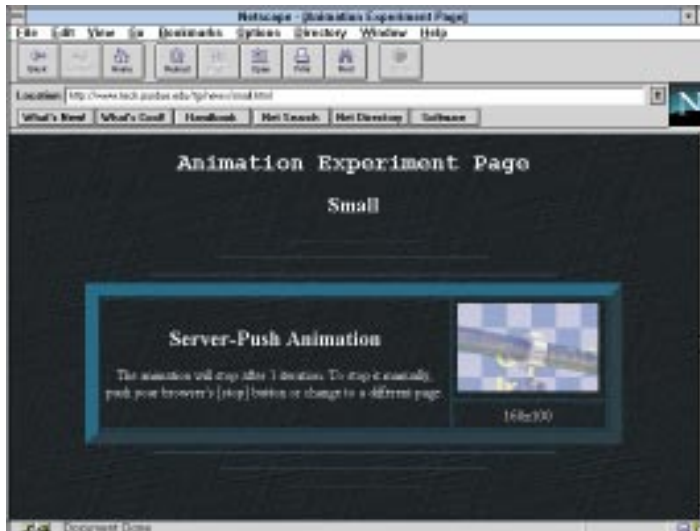 Netscape - [Animation Experiment Page]
File Edit View Go Bookmarks Options Directory Window Help
Back Home Reload Open Print Find
Location:
What's New! What's Cool! Handbook Net Search Net Directory Software
N
Animation Experiment Page
Small
Server-Push Animation
The animation will stop after 3 iterations. To stop it manually,
push your browser's [stop] button or change to a different page.
160x100
Document: Done